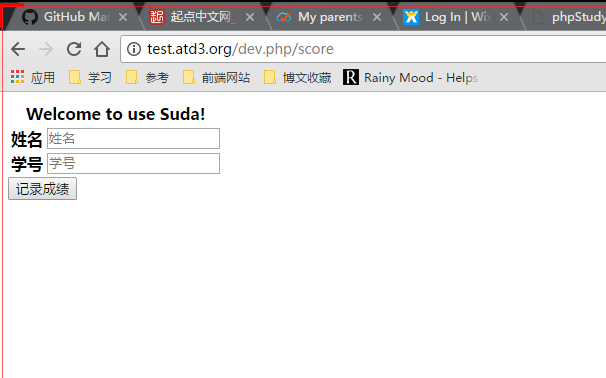 GitHub Ma
起点中文网_
My parents
Log In | Wi
phpStudy
test.atd3.org/dev.php/score
应用 学习 参考 前端网站 博文收藏 Rainy Mood - Helps
Welcome to use Suda!
姓名 姓名
学号 学号
记录成绩